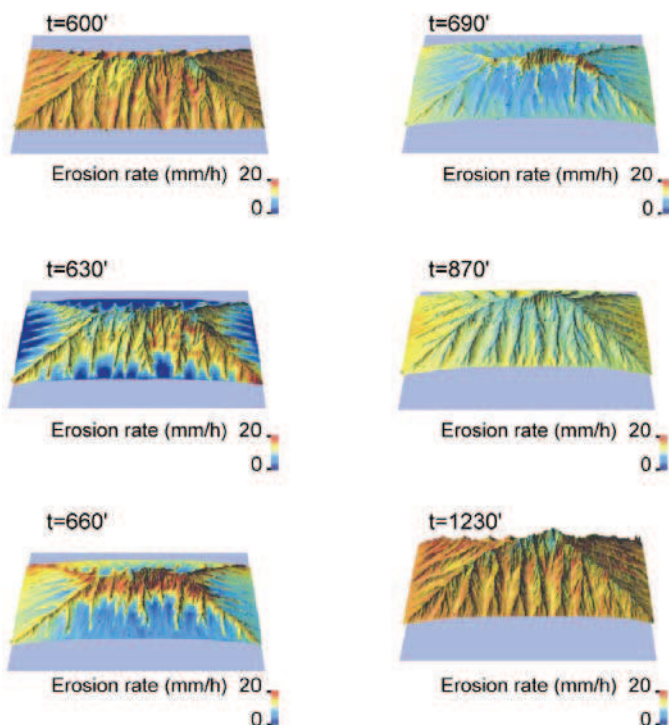 t=600'
Erosion rate (mm/h) 20
0
t=630'
Erosion rate (mm/h) 20
0
t=660'
Erosion rate (mm/h) 20
0
t=690'
Erosion rate (mm/h) 20
0
t=870'
Erosion rate (mm/h) 20
0
t=1230'
Erosion rate (mm/h) 20
0